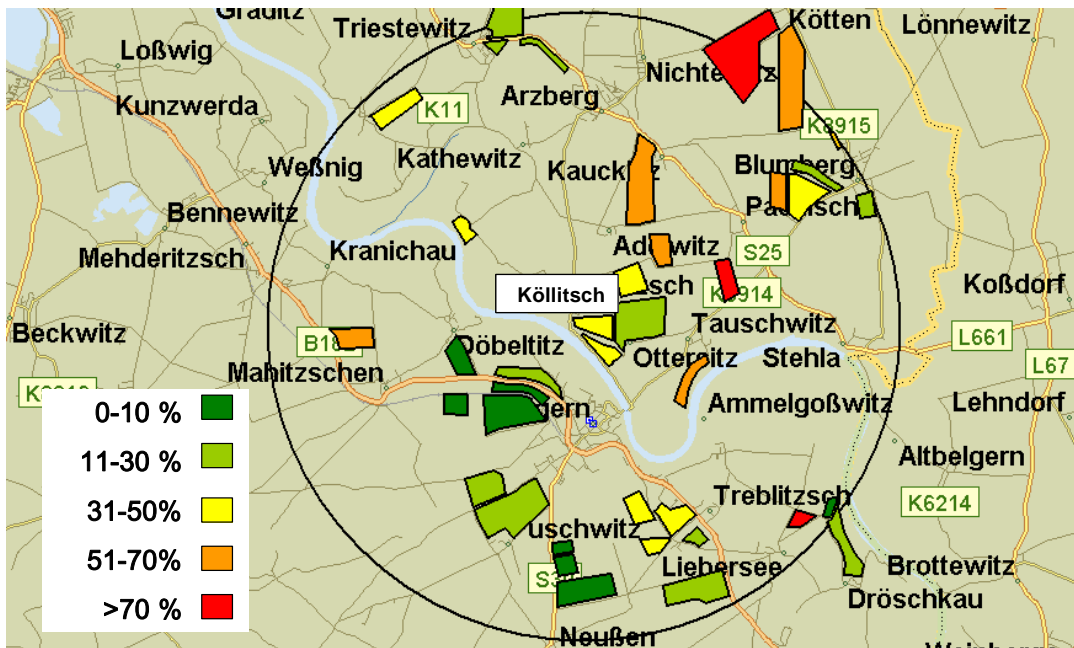 Graditz
Kötten
Lönnewitz
Triestewitz
Loßwig
Arzberg
K11
Kunzwerda
K8915
Kathewitz
Weßnig
Blumberg
Bennewitz
Mehderitzsch
Kranichau
S25
Koßdorf
Köllitsch
Tauschwitz
L661
Beckwitz
Döbeltitz
Stehla
L67
Mahitzschen
Ammelgoßwitz
Lehndorf
0-10 %
11-30 %
31-50%
51-70%
>70 %
Altbelgern
Treblitzsch
K6214
Liebersee
Brottewitz
Dröschkau
Neußen